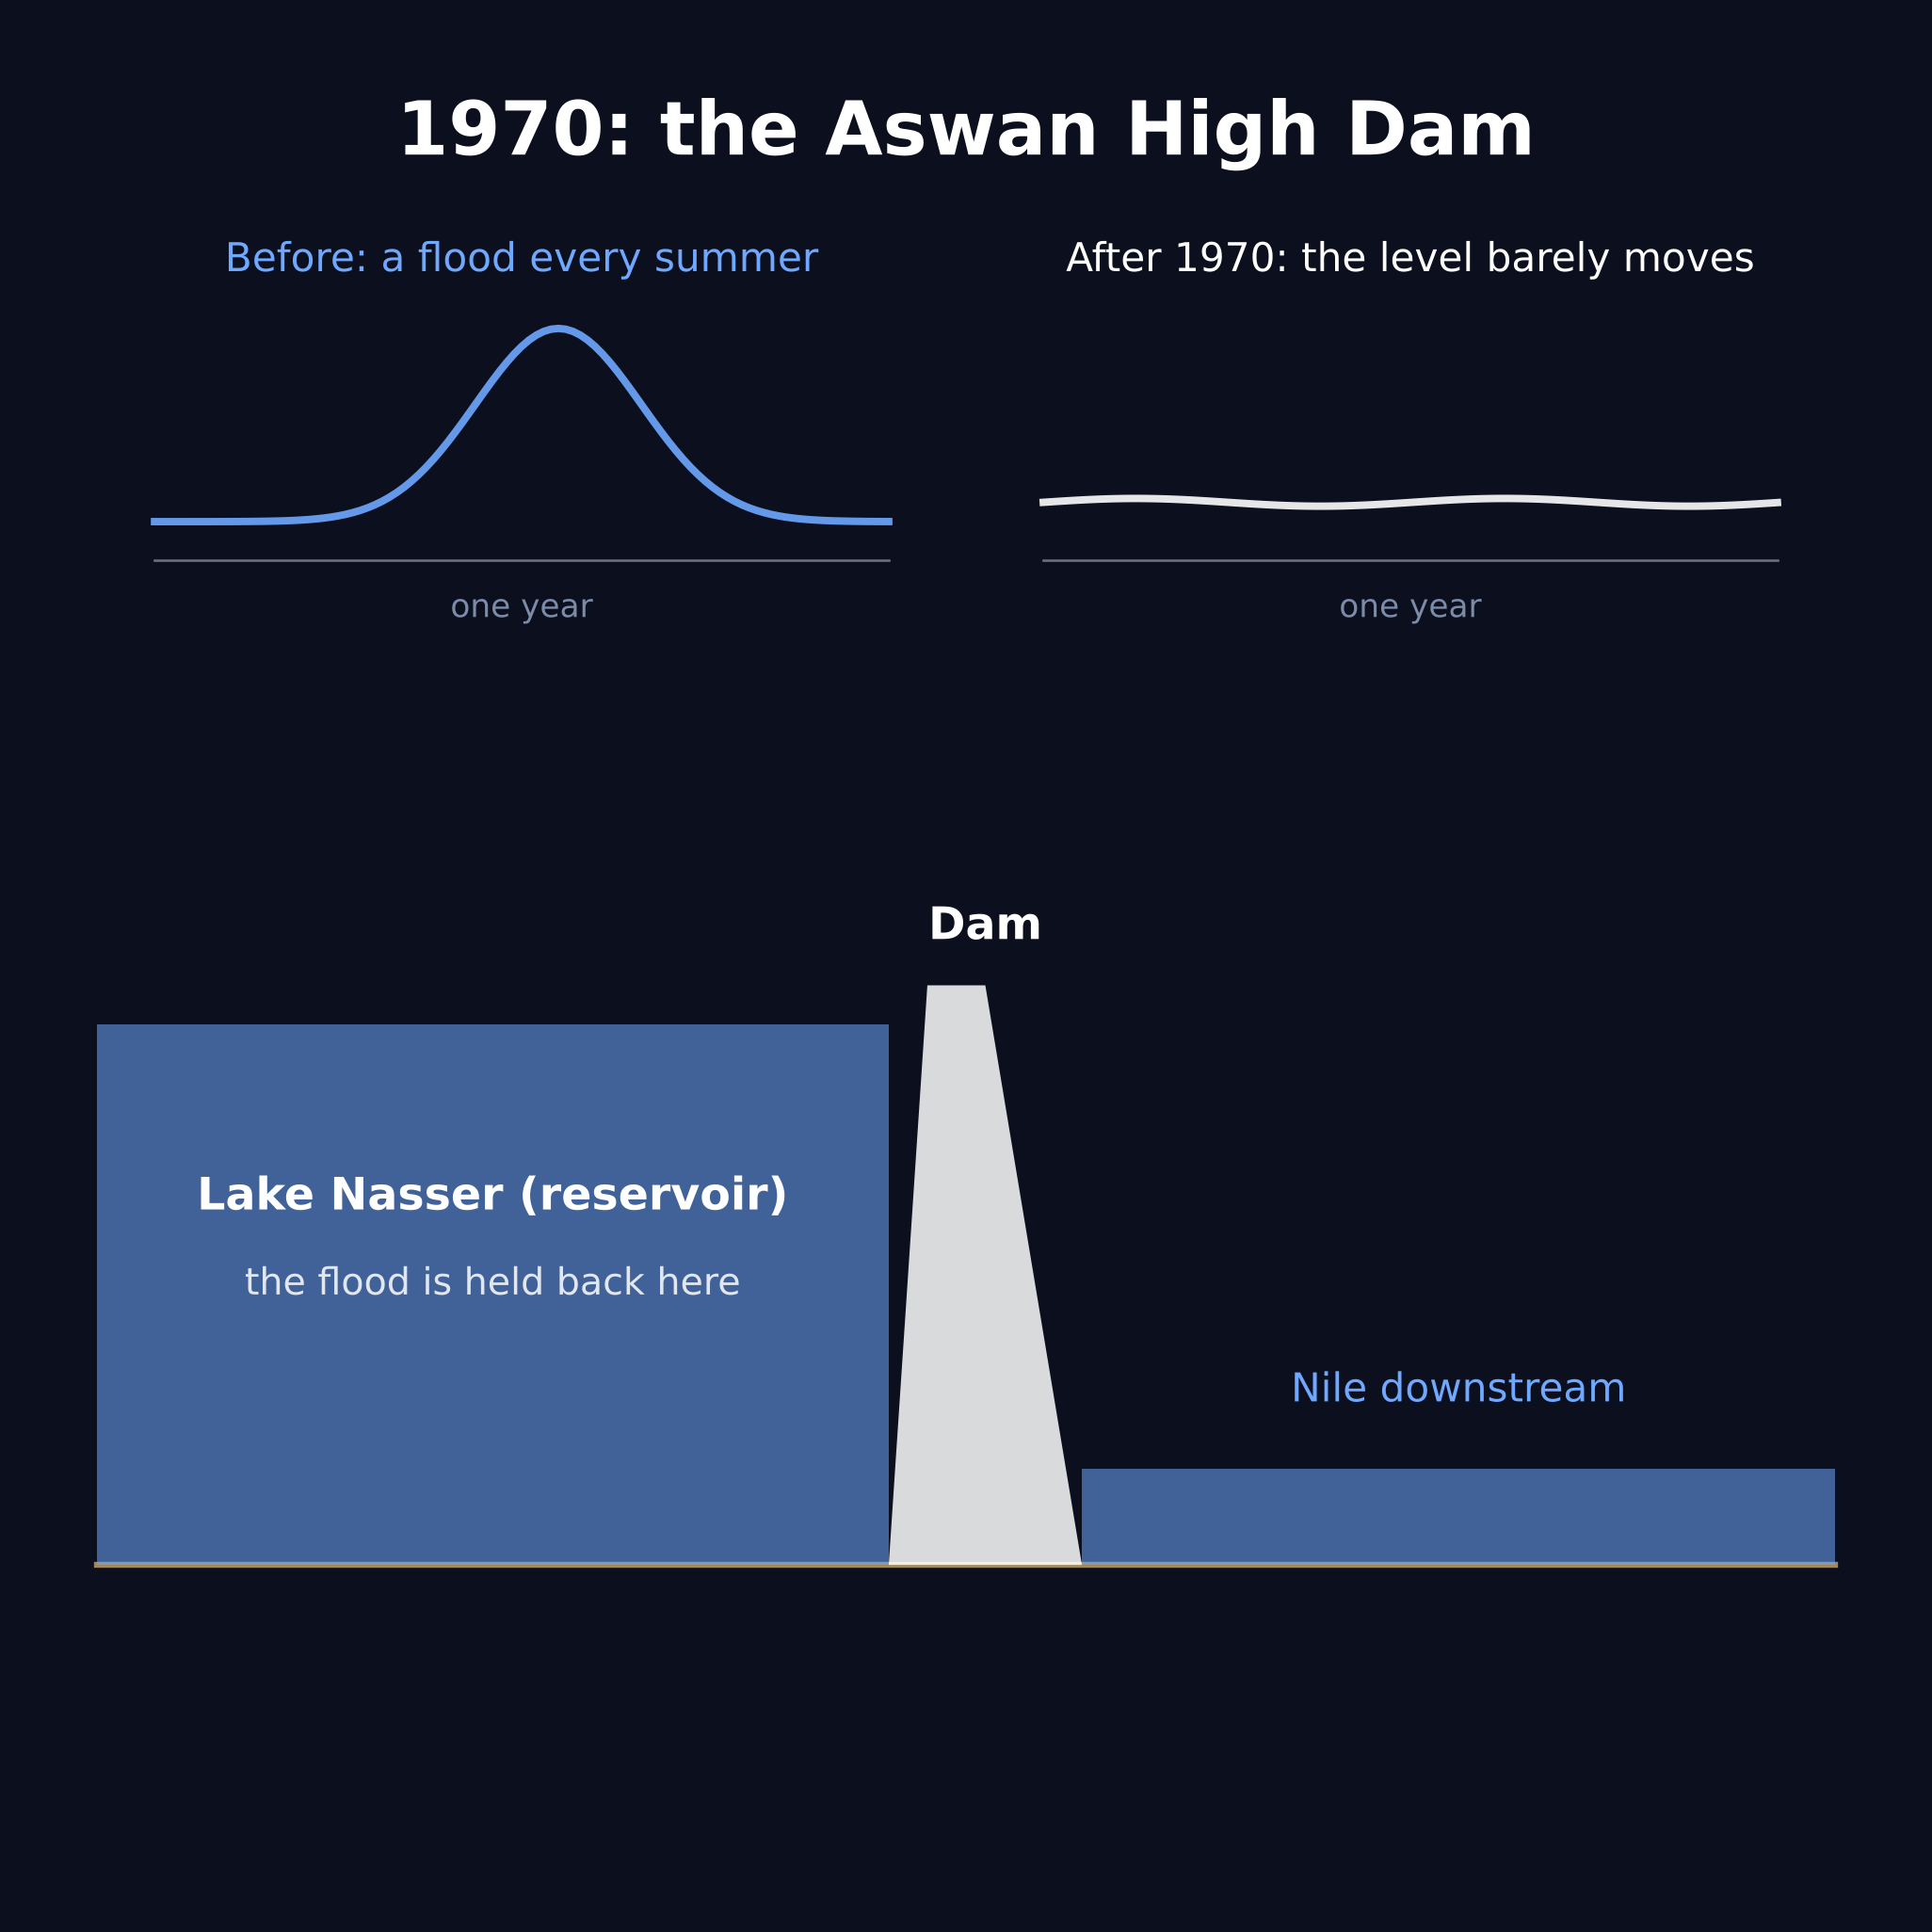 1970: the Aswan High Dam
Before: a flood every summer
After 1970: the level barely moves
one year
one year
Dam
Lake Nasser (reservoir)
the flood is held back here
Nile downstream